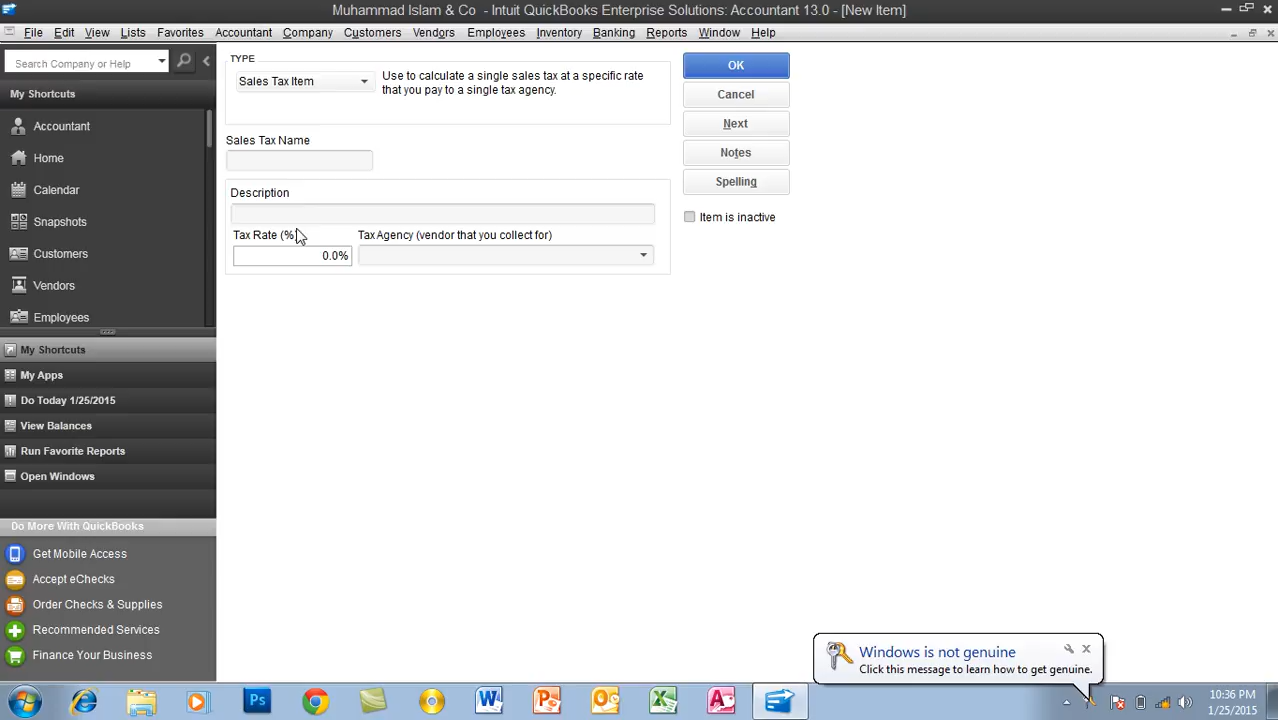 Muhammad Islam & Co - Intuit QuickBooks Enterprise Solutions: Accountant 13.0 - [New Item]
File Edit View Lists Favorites Accountant Company Customers Vendors Employees Inventory Banking Reports Window Help
Search Company or Help
My Shortcuts
Accountant
Home
Calendar
Snapshots
Customers
Vendors
Employees
My Shortcuts
My Apps
Do Today 1/25/2015
View Balances
Run Favorite Reports
Open Windows
Do More With QuickBooks
Get Mobile Access
Accept eChecks
Order Checks & Supplies
Recommended Services
Finance Your Business
TYPE
Sales Tax Item
Use to calculate a single sales tax at a specific rate
that you pay to a single tax agency.
Sales Tax Name
Description
Tax Rate (%) Tax Agency (vendor that you collect for)
0.0%
OK
Cancel
Next
Notes
Spelling
Item is inactive
Windows is not genuine
Click this message to learn how to get genuine.
Ps
10:36 PM
1/25/2015